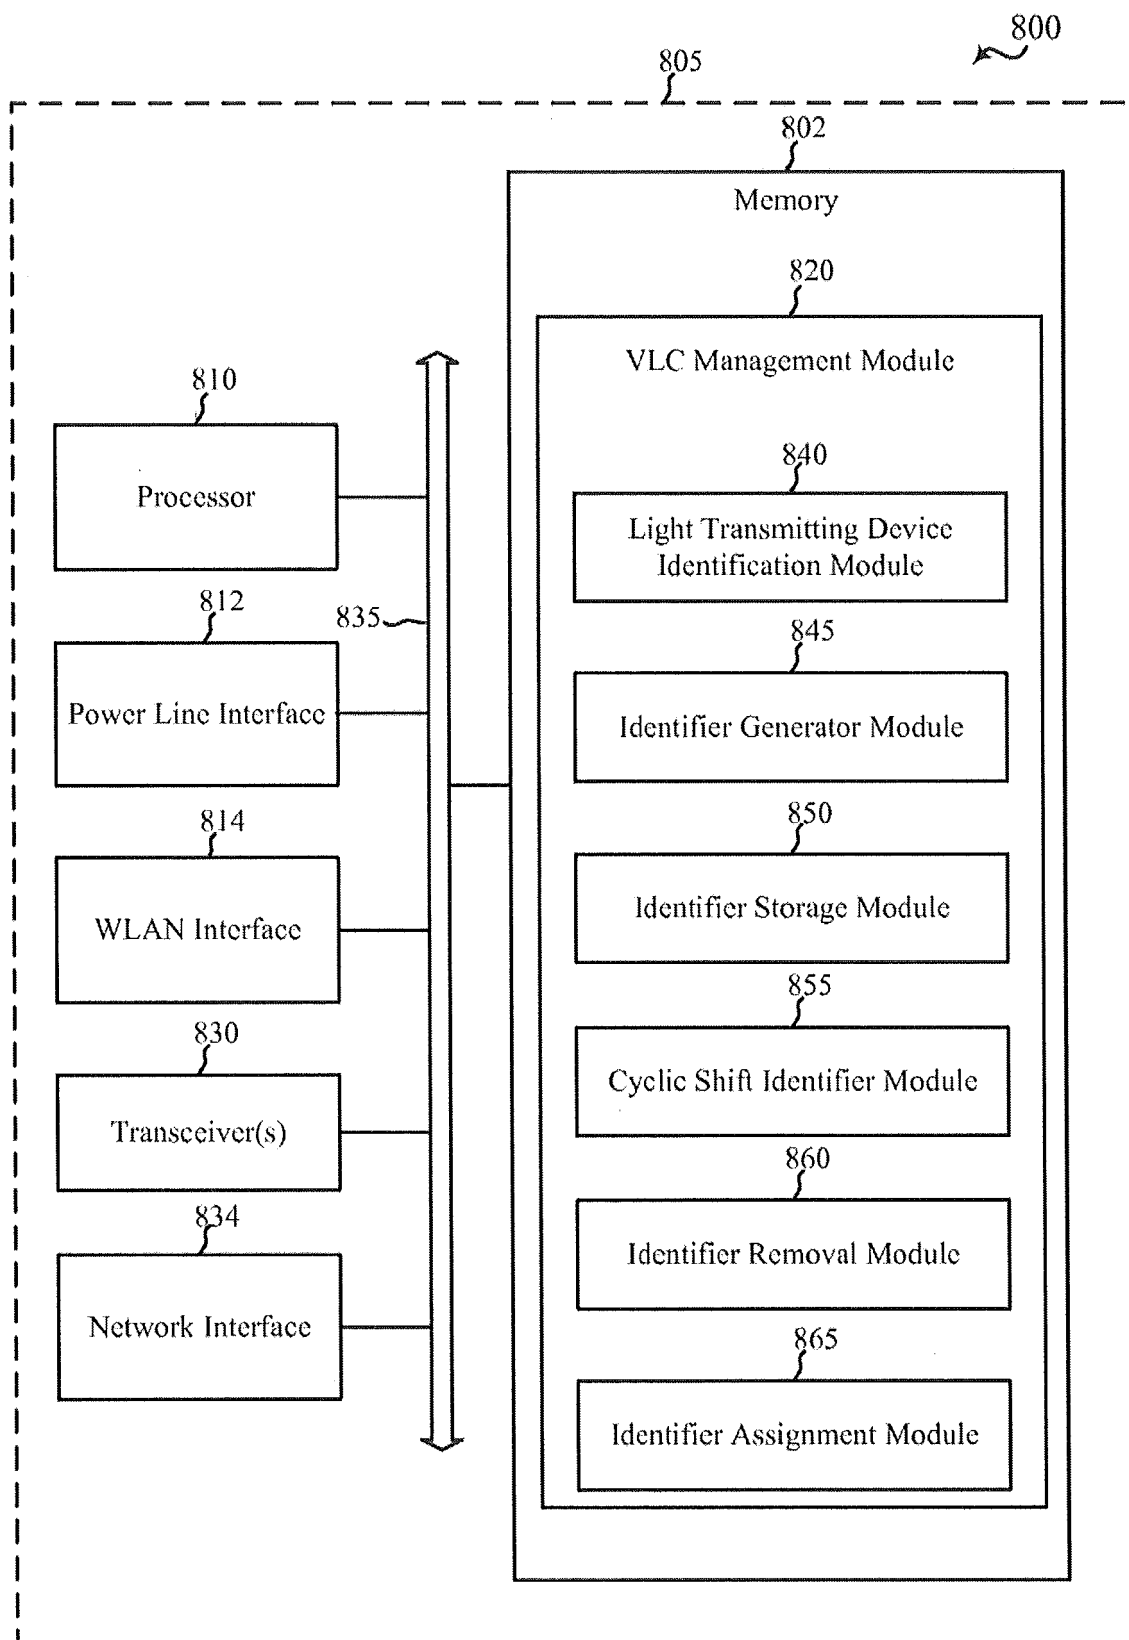 800
805
802
Memory
820
VLC Management Module
810
Processor
840
Light Transmitting Device
Identification Module
812
835
Power Line Interface
845
Identifier Generator Module
814
WLAN Interface
850
Identifier Storage Module
830
Transceiver(s)
855
Cyclic Shift Identifier Module
834
Network Interface
860
Identifier Removal Module
865
Identifier Assignment Module